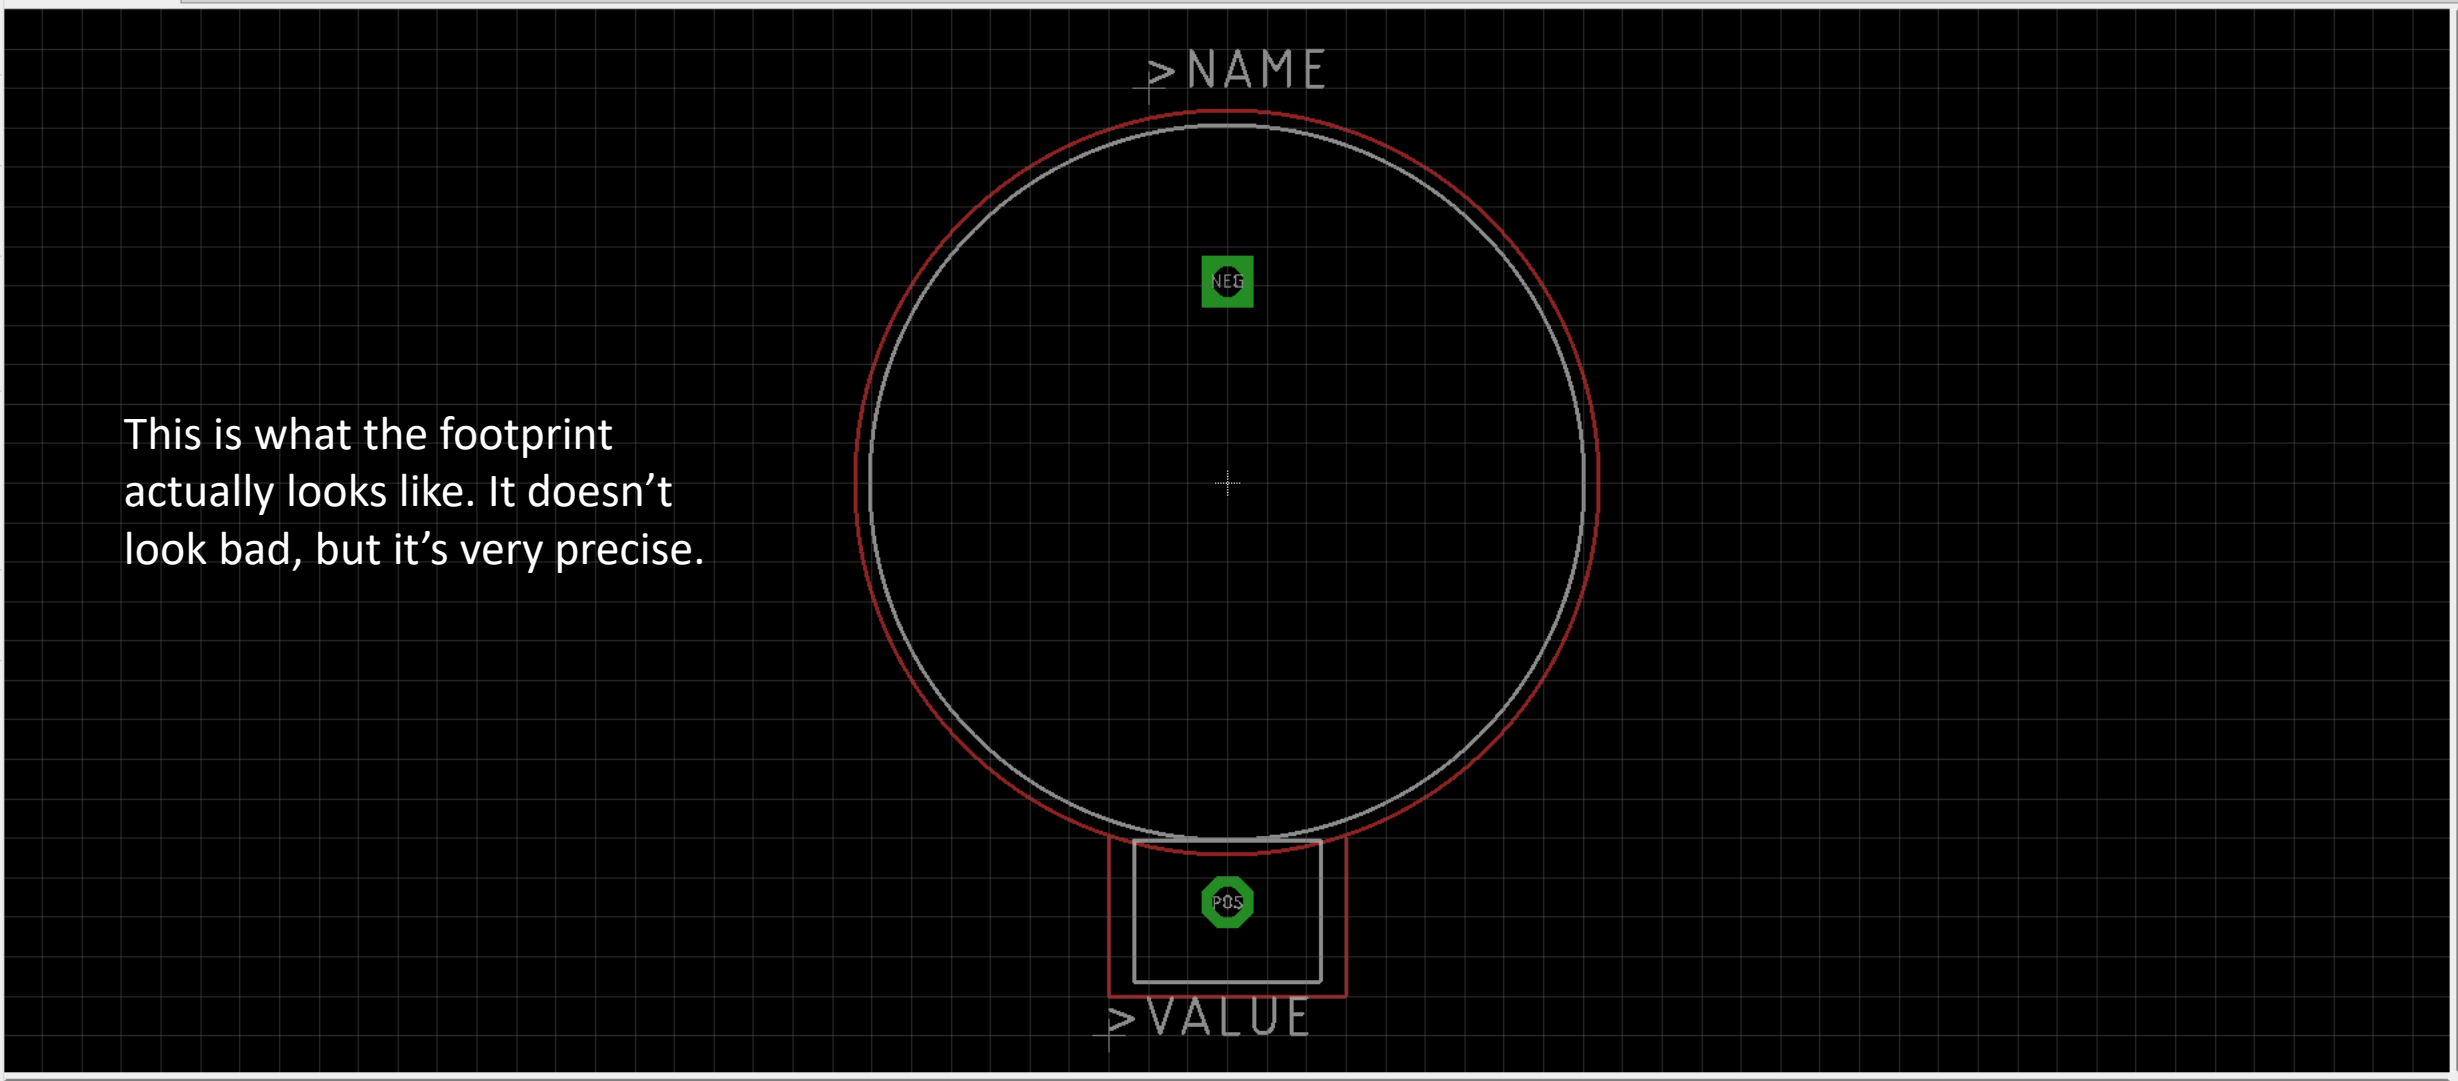 >NAME
NEG
This is what the footprint
actually looks like. It doesn’t
look bad, but it’s very precise.
POS
>VALUE